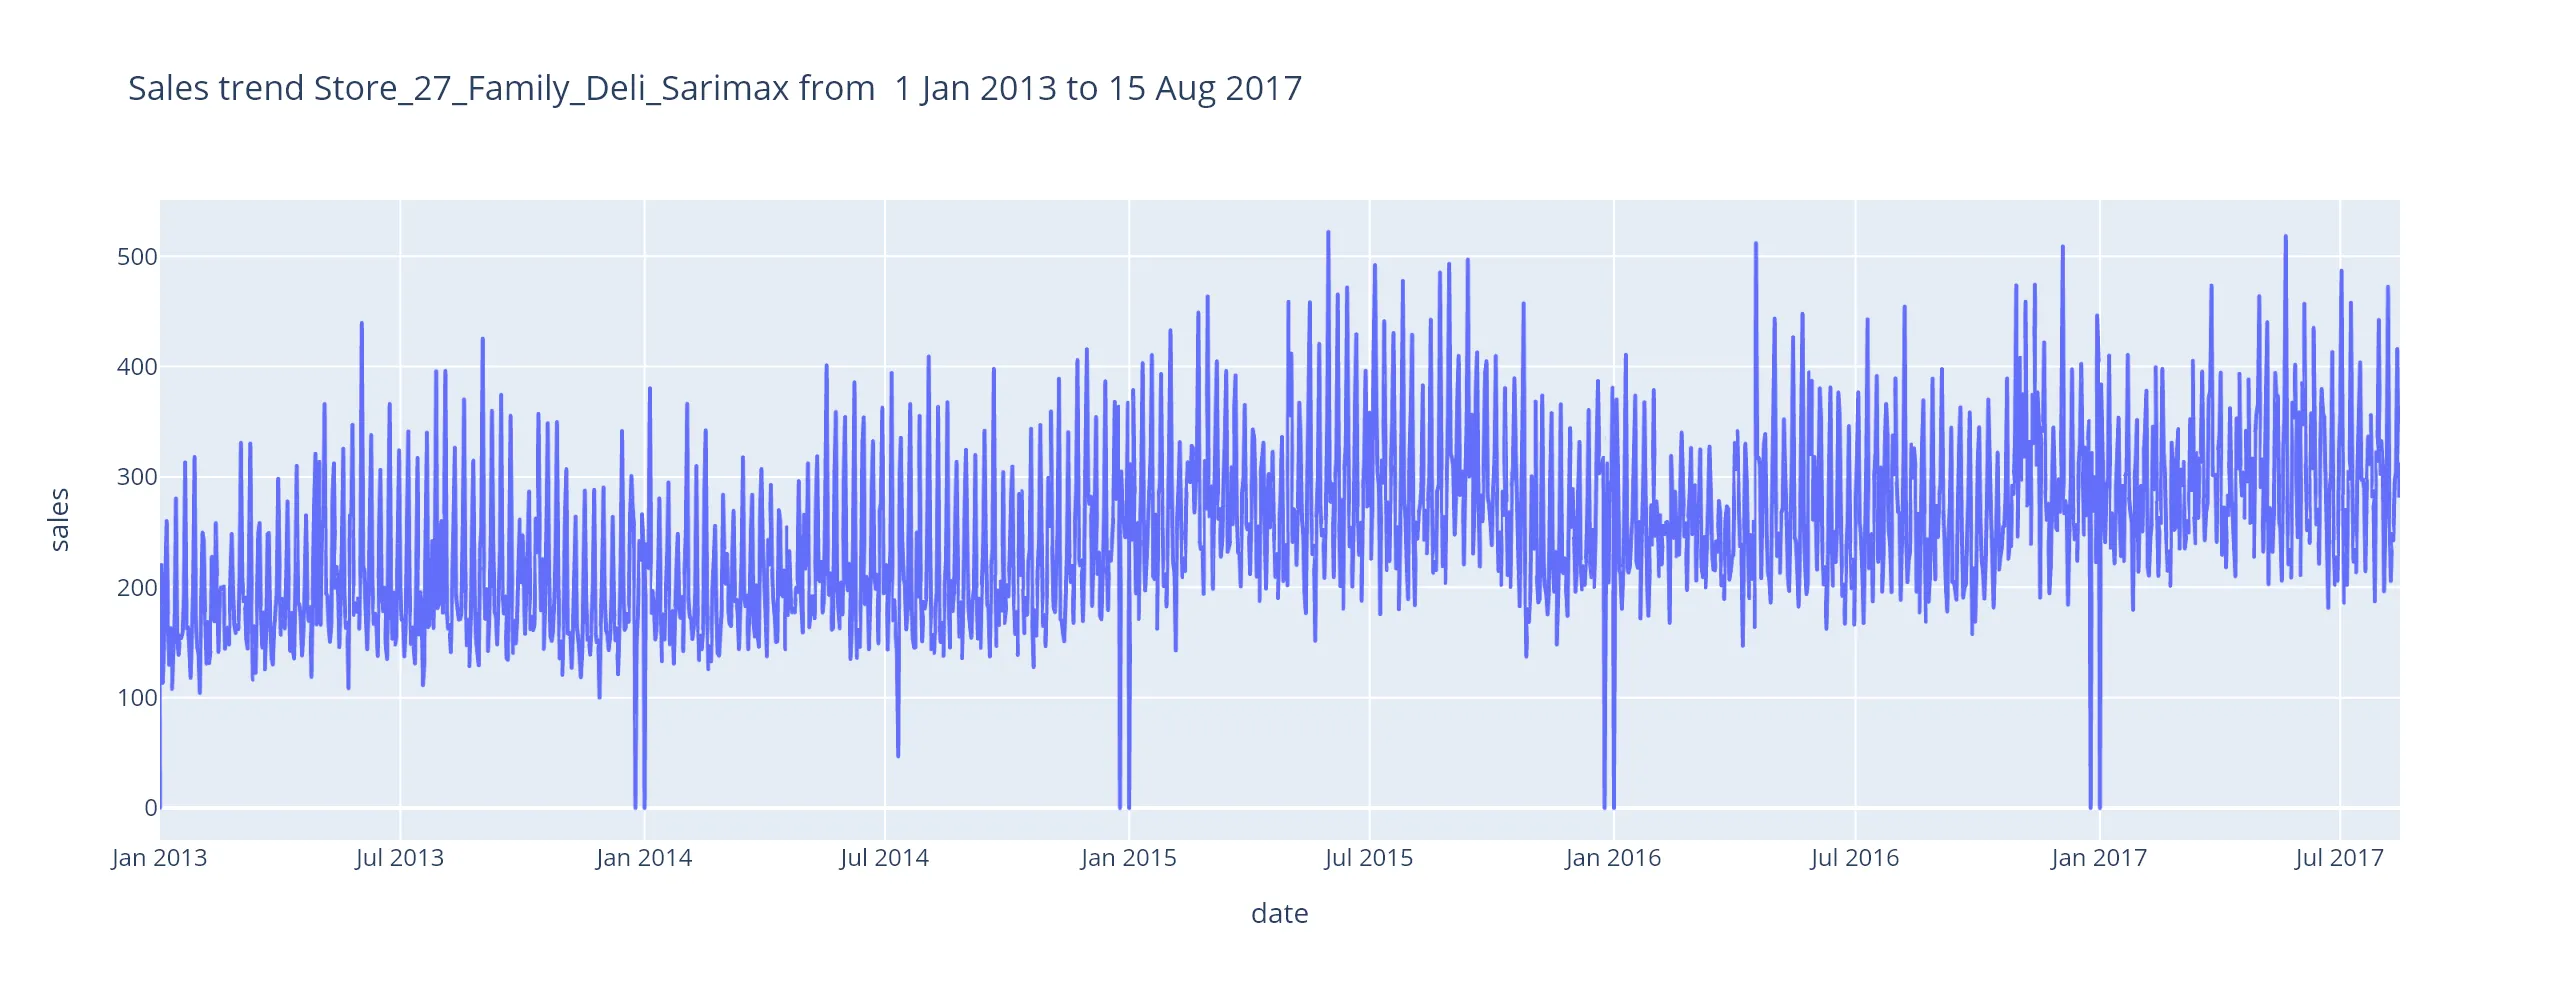 Sales trend Store_27_Family_Deli_Sarimax from  1 Jan 2013 to 15 Aug 2017
sales
500
400
300
200
100
0
Jan 2013 Jul 2013 Jan 2014 Jul 2014 Jan 2015 Jul 2015 Jan 2016 Jul 2016 Jan 2017 Jul 2017
date